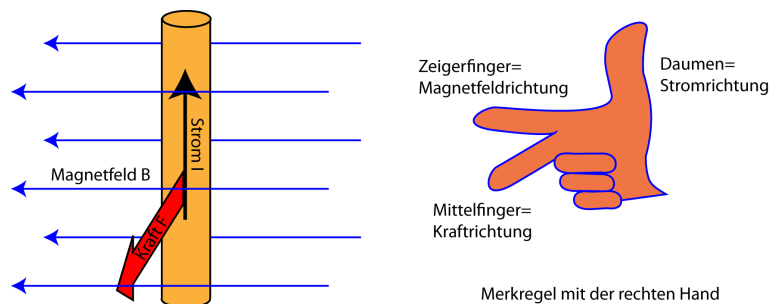 Magnetfeld B
Strom I
Kraft F
Zeigerfinger=
Magnetfeldrichtung
Daumen=
Stromrichtung
Mittelfinger=
Kraftrichtung
Merkregel mit der rechten Hand